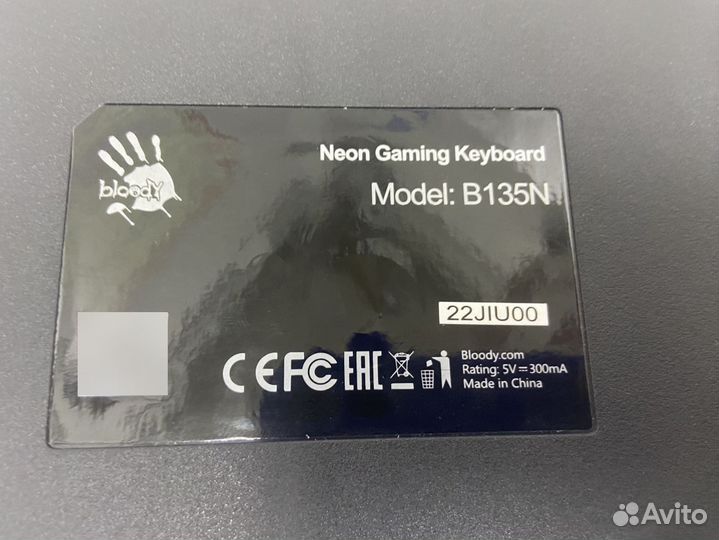 Neon Gaming Keyboard
bloody
Model: B135N
22JIU00
CE FC EAC
Bloody.com
Rating: 5V⎓300mA
Made in China
Avito